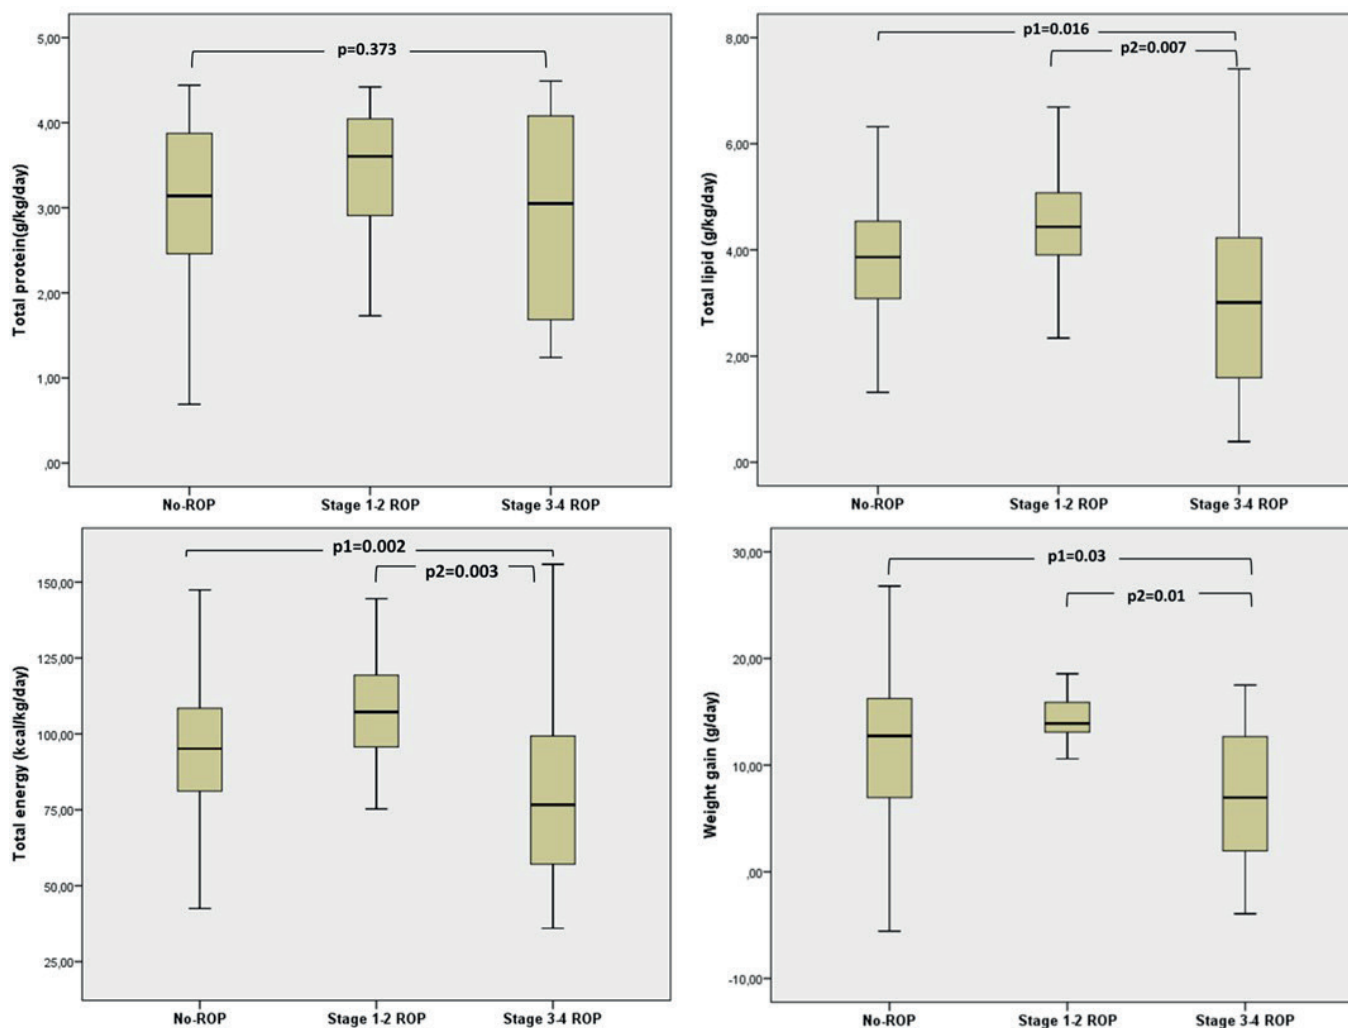 Total protein(g/kg/day)
5,00
4,00
3,00
2,00
1,00
,00
p=0.373
No-ROP Stage 1-2 ROP Stage 3-4 ROP
Total lipid (g/kg/day)
8,00
6,00
4,00
2,00
,00
p1=0.016
p2=0.007
No-ROP Stage 1-2 ROP Stage 3-4 ROP
Total energy (kcal/kg/day)
150,00
125,00
100,00
75,00
50,00
25,00
p1=0.002
p2=0.003
No-ROP Stage 1-2 ROP Stage 3-4 ROP
Weight gain (g/day)
30,00
20,00
10,00
,00
-10,00
p1=0.03
p2=0.01
No-ROP Stage 1-2 ROP Stage 3-4 ROP